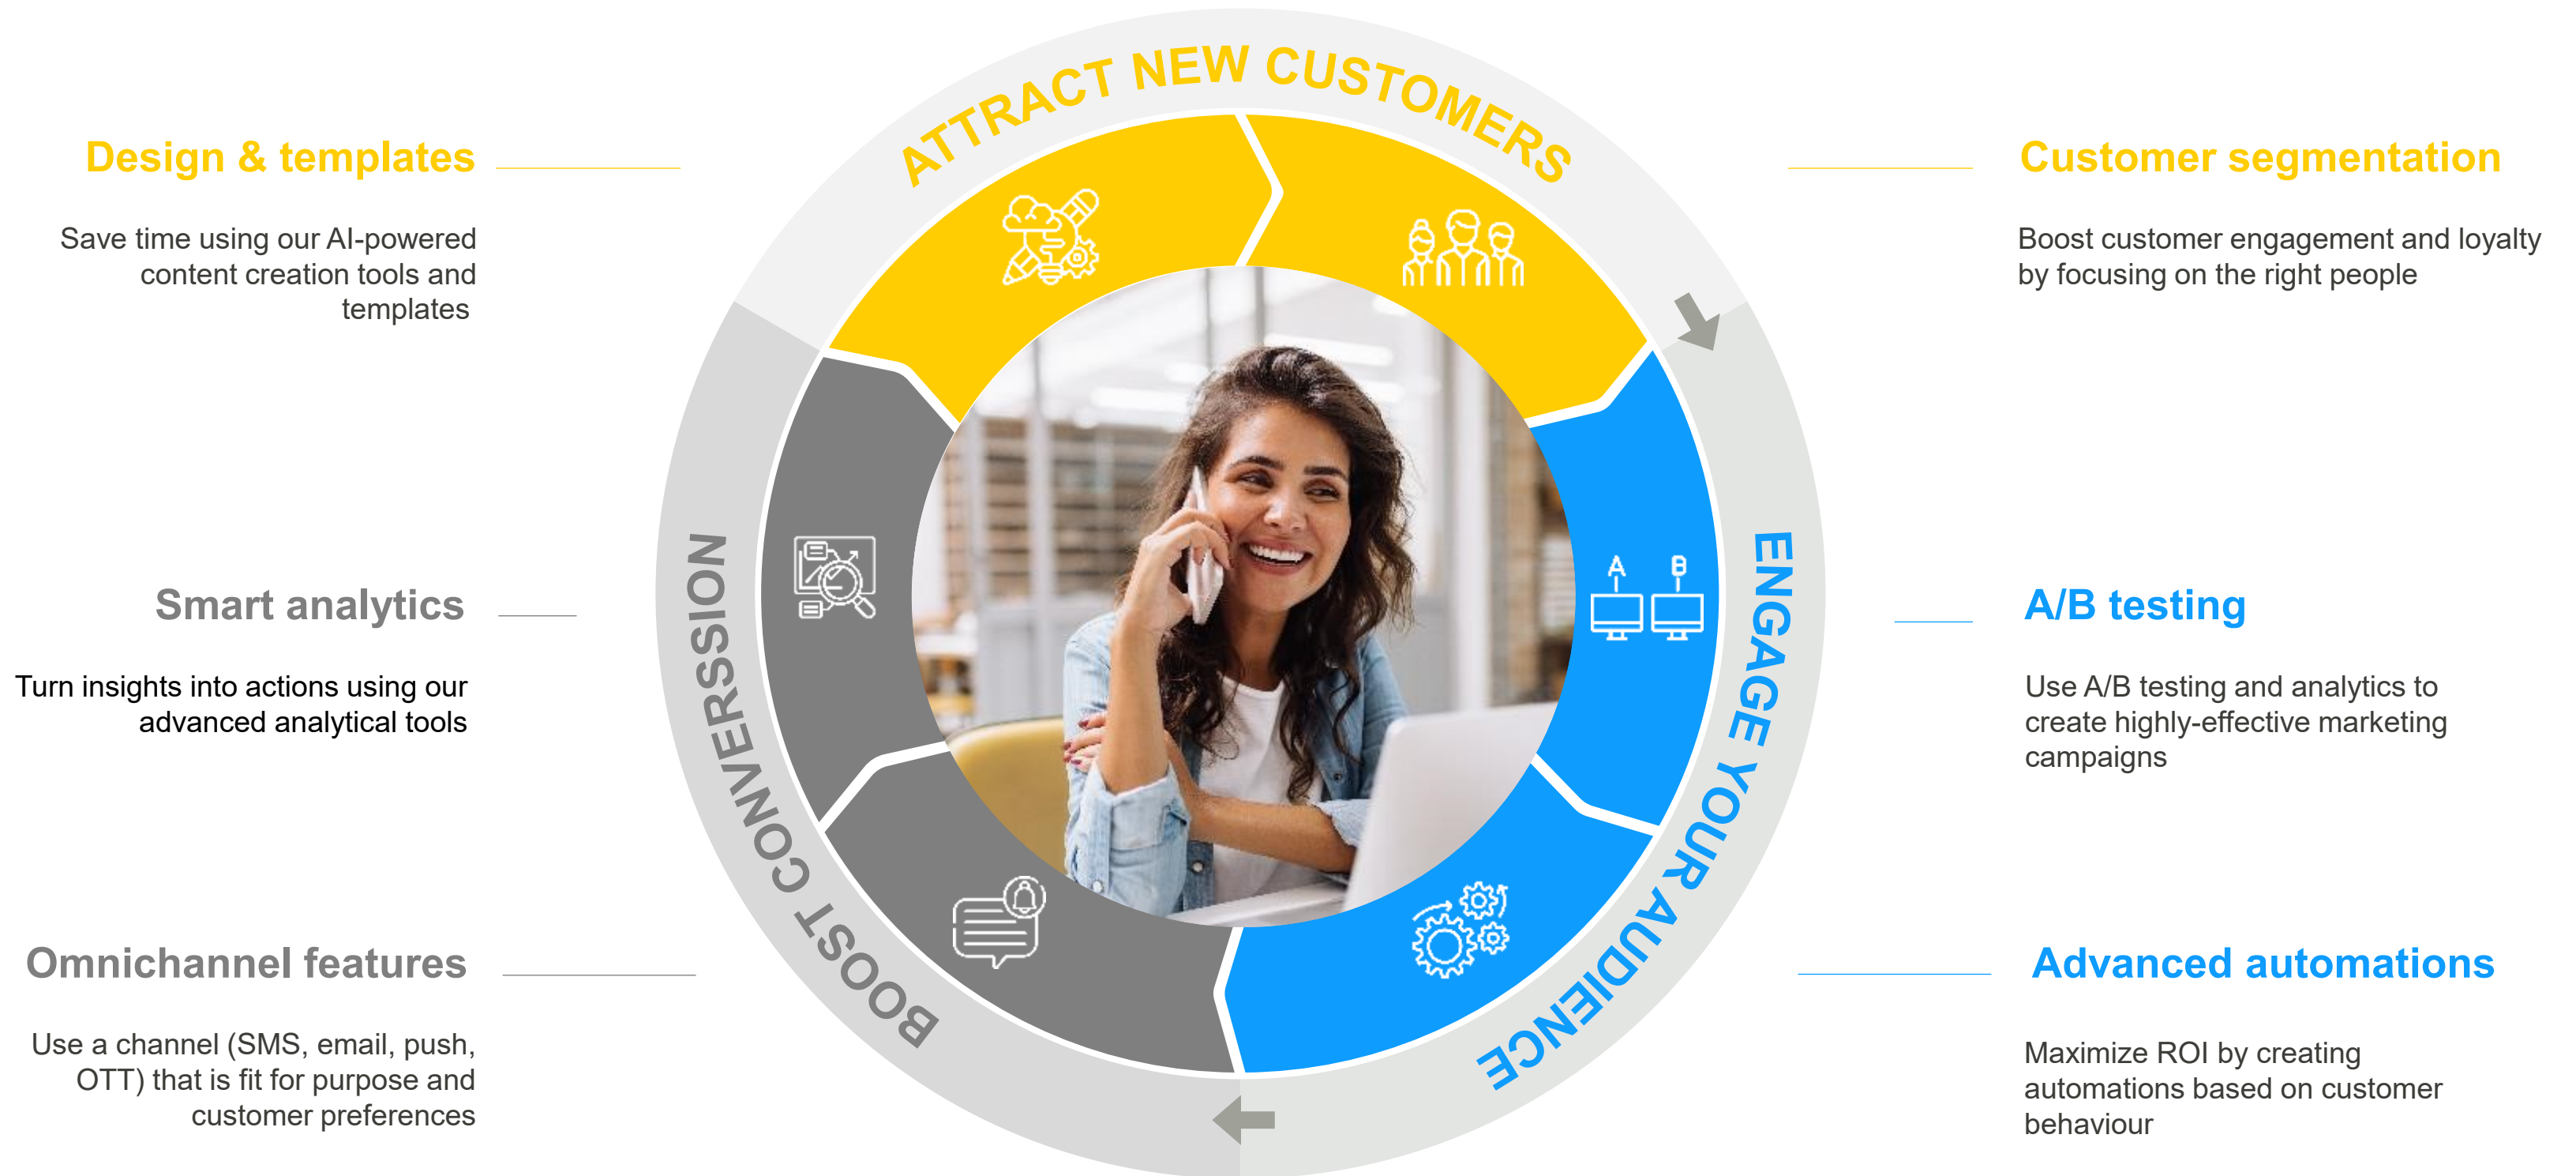 ATTRACT NEW CUSTOMERS
Design & templates
Save time using our AI-powered
content creation tools and
templates
Customer segmentation
Boost customer engagement and loyalty
by focusing on the right people
Smart analytics
Turn insights into actions using our
advanced analytical tools
BOOST CONVERSSION
A B
ENGAGE YOUR AUDIENCE
A/B testing
Use A/B testing and analytics to
create highly-effective marketing
campaigns
Omnichannel features
Use a channel (SMS, email, push,
OTT) that is fit for purpose and
customer preferences
Advanced automations
Maximize ROI by creating
automations based on customer
behaviour